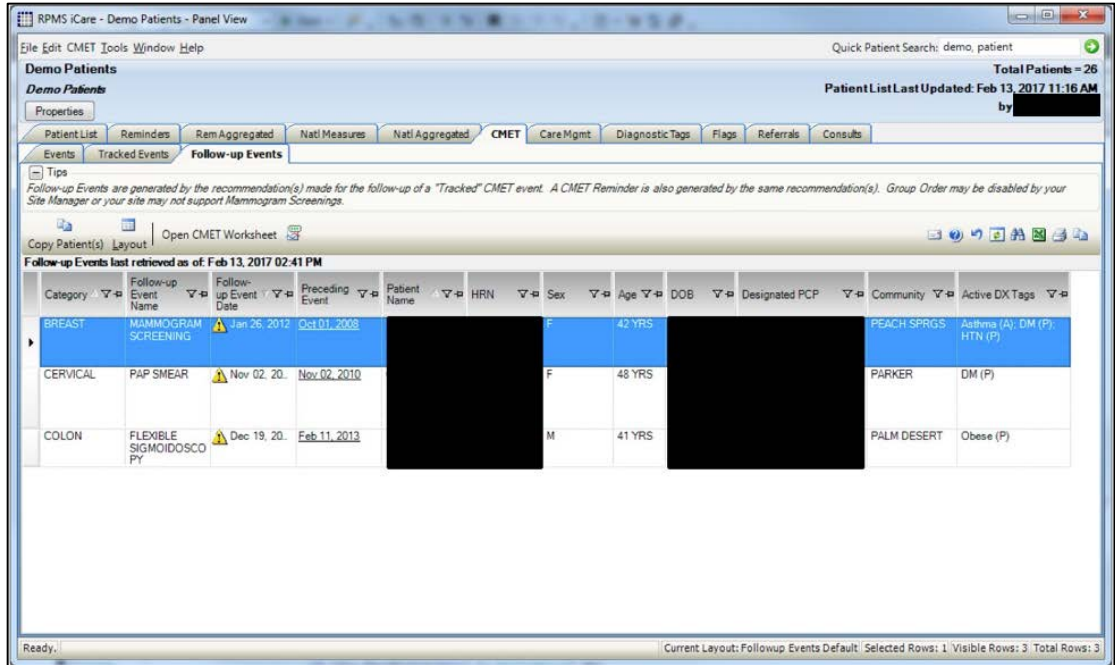 RPMS iCare - Demo Patients - Panel View
File Edit CMET Tools Window Help
Quick Patient Search: demo, patient
Demo Patients
Total Patients = 26
Demo Patients
Patient List Last Updated: Feb 13, 2017 11:16 AM
Properties
by
Patient List Reminders Rem Aggregated Natl Measures Natl Aggregated CMET Care Mgmt Diagnostic Tags Flags Referrals Consults
Events Tracked Events Follow-up Events
Tips
Follow-up Events are generated by the recommendation(s) made for the follow-up of a "Tracked" CMET event. A CMET Reminder is also generated by the same recommendation(s). Group Order may be disabled by your
Site Manager or your site may not support Mammogram Screenings.
Copy Patient(s) Layout Open CMET Worksheet
Follow-up Events last retrieved as of: Feb 13, 2017 02:41 PM
Category Follow-up Event Name Follow-up Event Date Preceding Event Patient Name HRN Sex Age DOB Designated PCP Community Active DX Tags
BREAST MAMMOGRAM Jan 26, 2012 Oct 01, 2008 F 42 YRS PEACH SPRGS Asthma (A); DM (P);
SCREENING HTN (P)
CERVICAL PAP SMEAR Nov 02, 20... Nov 02, 2010 F 48 YRS PARKER DM (P)
COLON FLEXIBLE Dec 19, 20... Feb 11, 2013 M 41 YRS PALM DESERT Obese (P)
SIGMOIDOSCO
PY
Ready.
Current Layout: Followup Events Default Selected Rows: 1 Visible Rows: 3 Total Rows: 3